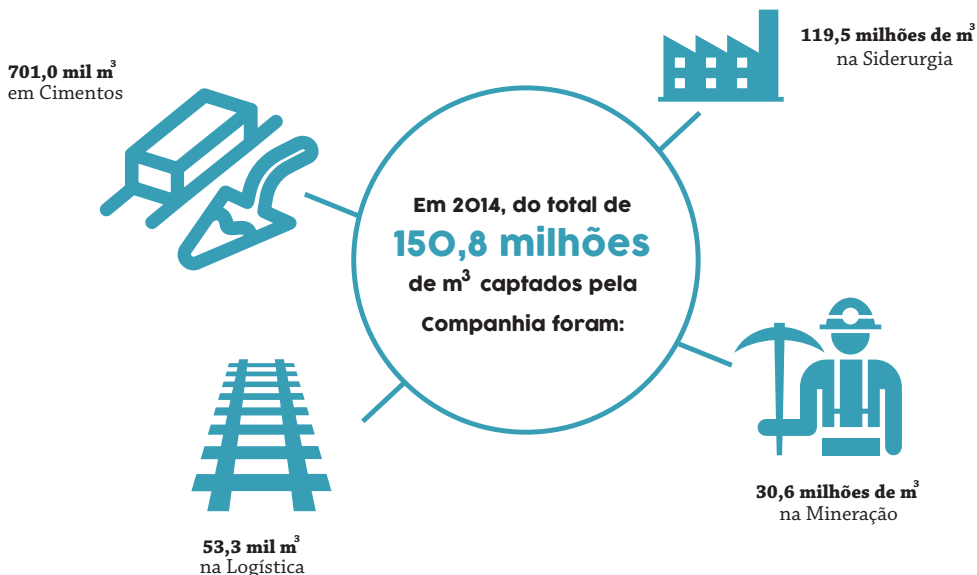 701,0 mil m³
em Cimentos
119,5 milhões de m³
na Siderurgia
Em 2014, do total de
150,8 milhões
de m³ captados pela
Companhia foram:
53,3 mil m³
na Logística
30,6 milhões de m³
na Mineração